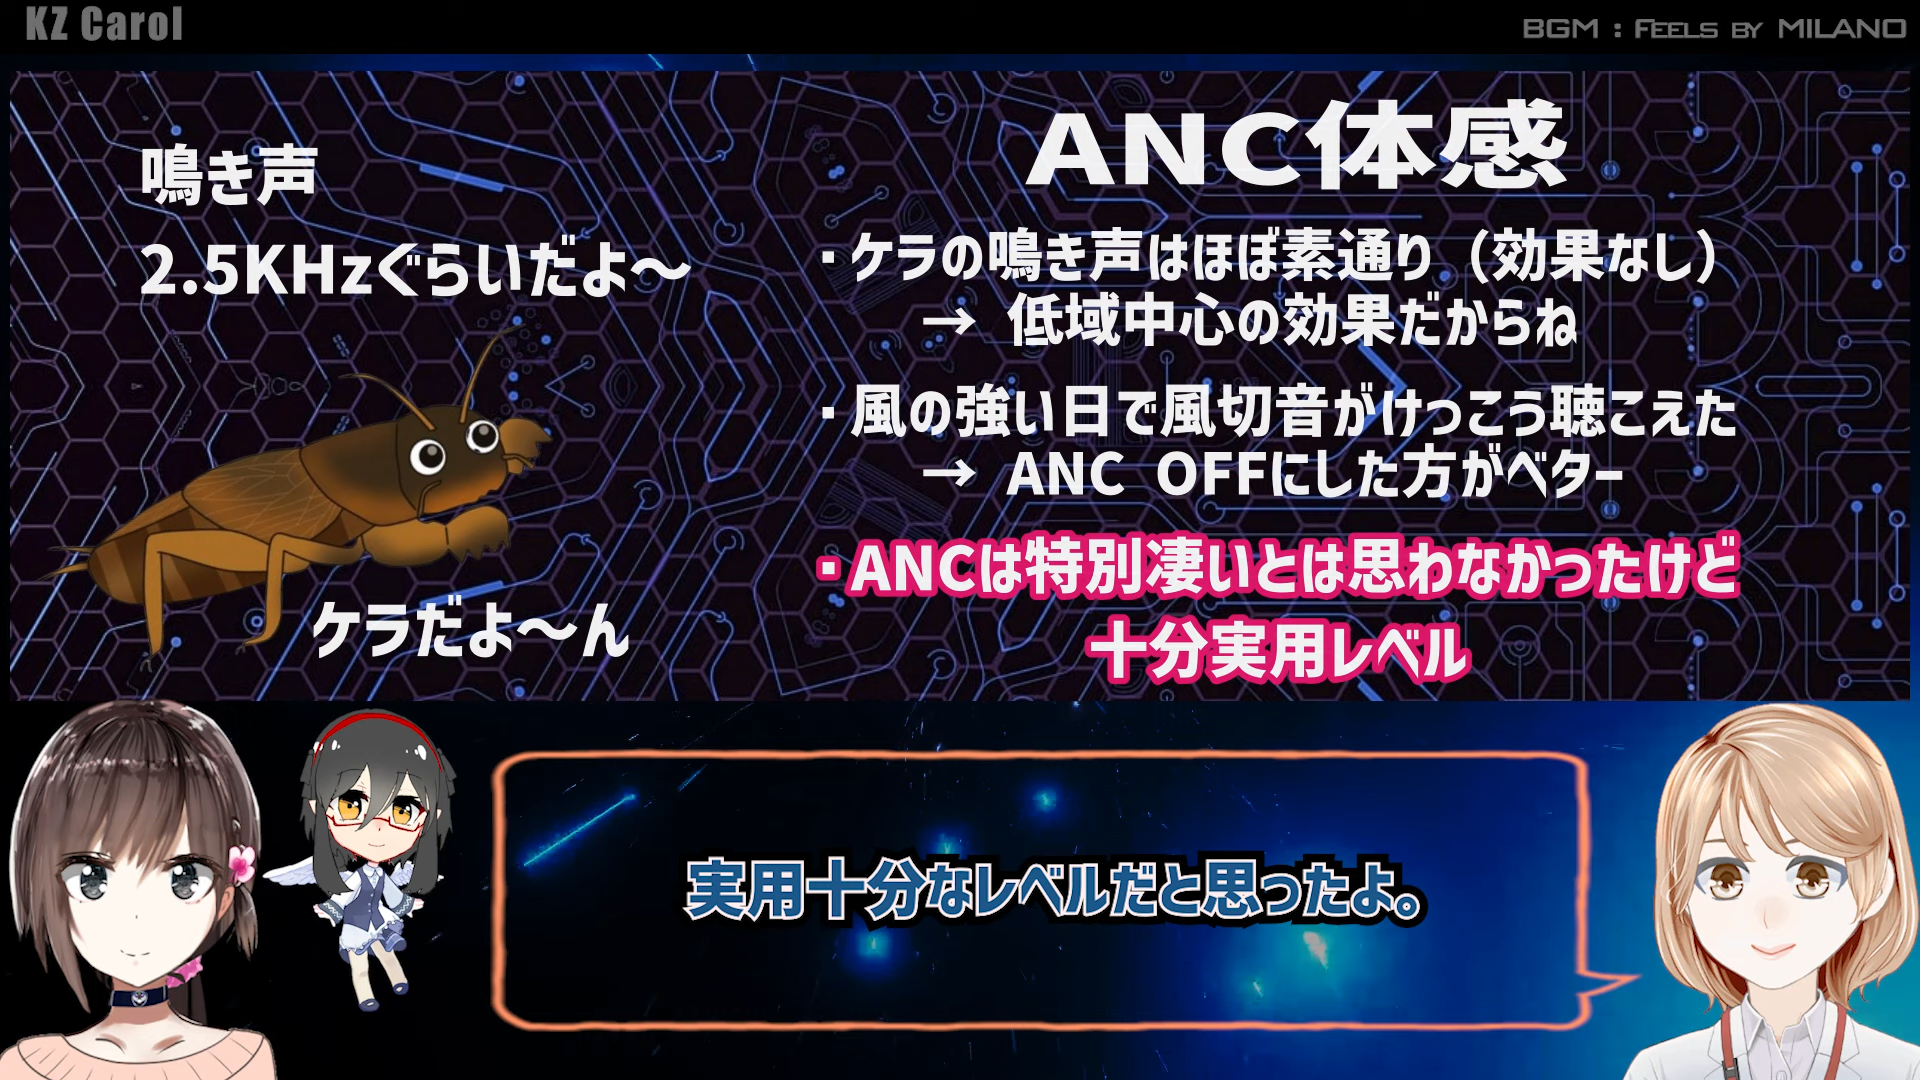 KZ Carol
BGM : Feels by MILANO
鳴き声
2.5KHzぐらいだよ～
ケラだよ～ん
ANC体感
・ケラの鳴き声はほぼ素通り（効果なし）
→ 低域中心の効果だからね
・風の強い日で風切音がけっこう聴こえた
→ ANC OFFにした方がベター
・ANCは特別凄いとは思わなかったけど
十分実用レベル
実用十分なレベルだと思ったよ。